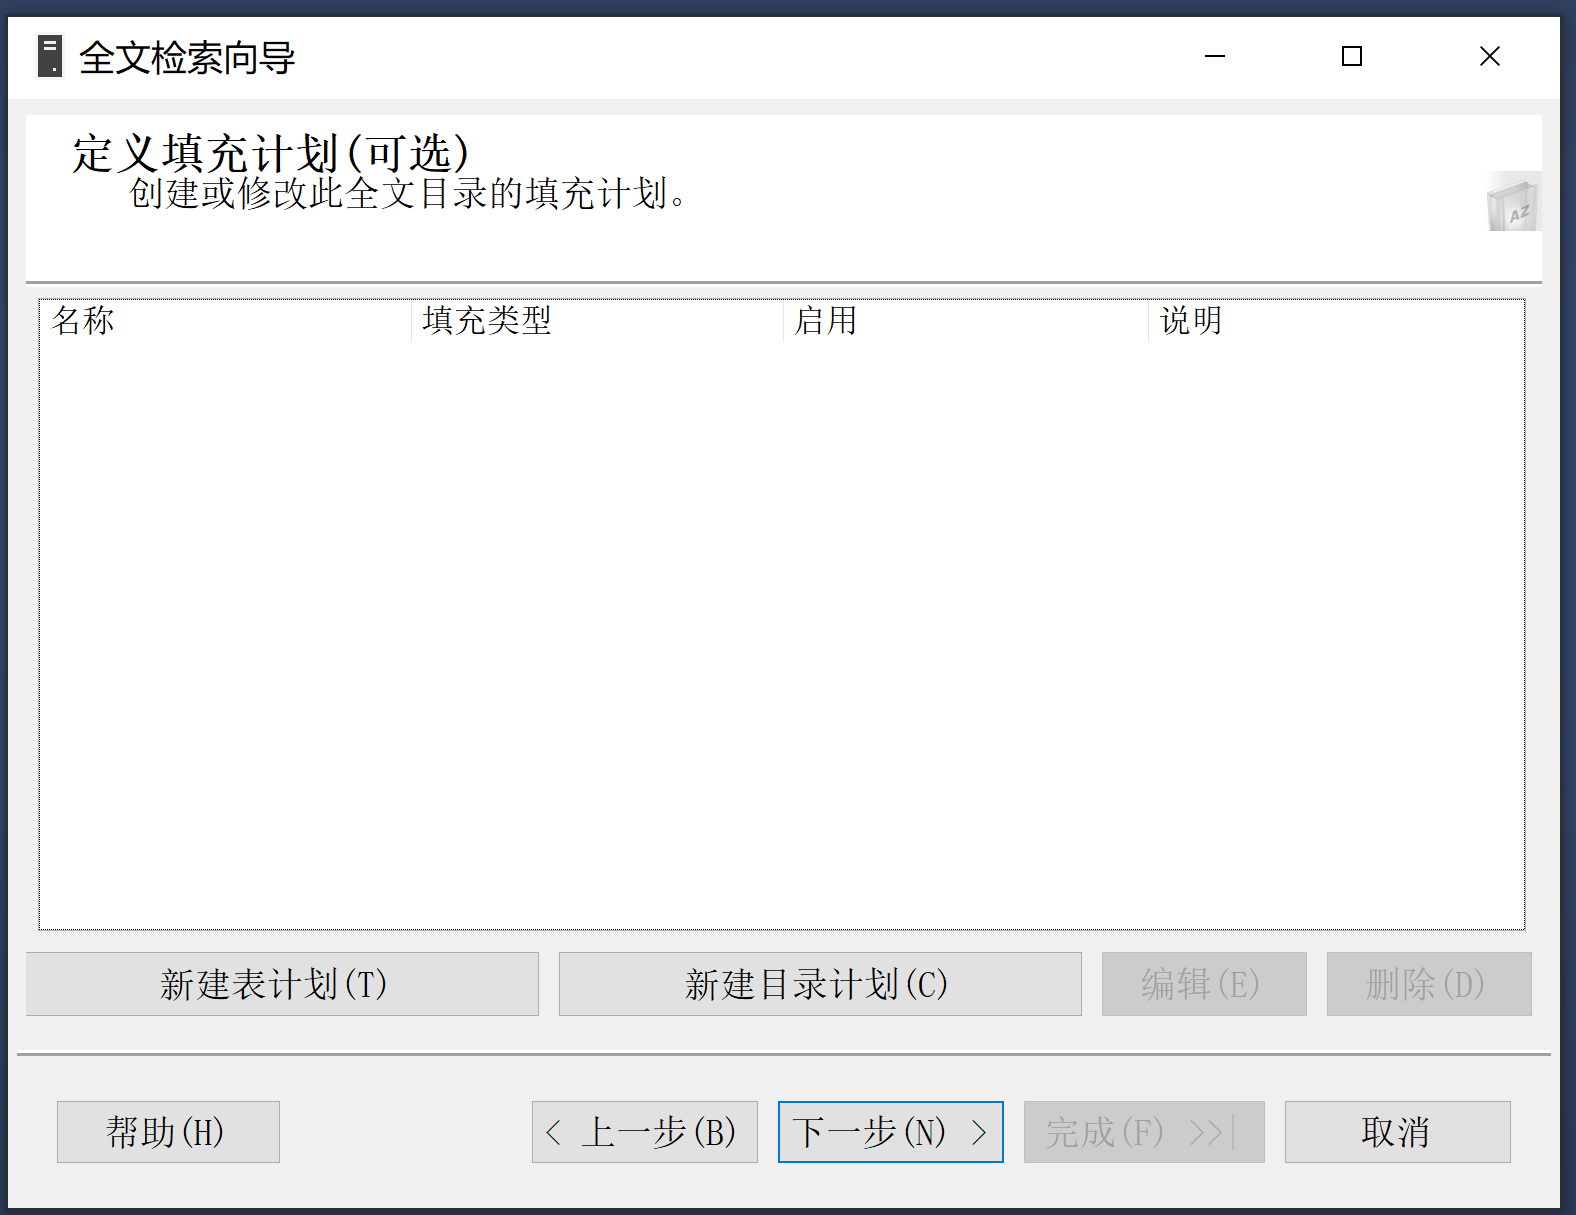 全文检索向导
定义填充计划(可选)
创建或修改此全文目录的填充计划。
AZ
名称 填充类型 启用 说明
新建表计划(T) 新建目录计划(C) 编辑(E) 删除(D)
帮助(H) < 上一步(B) 下一步(N) > 完成(F) >>| 取消